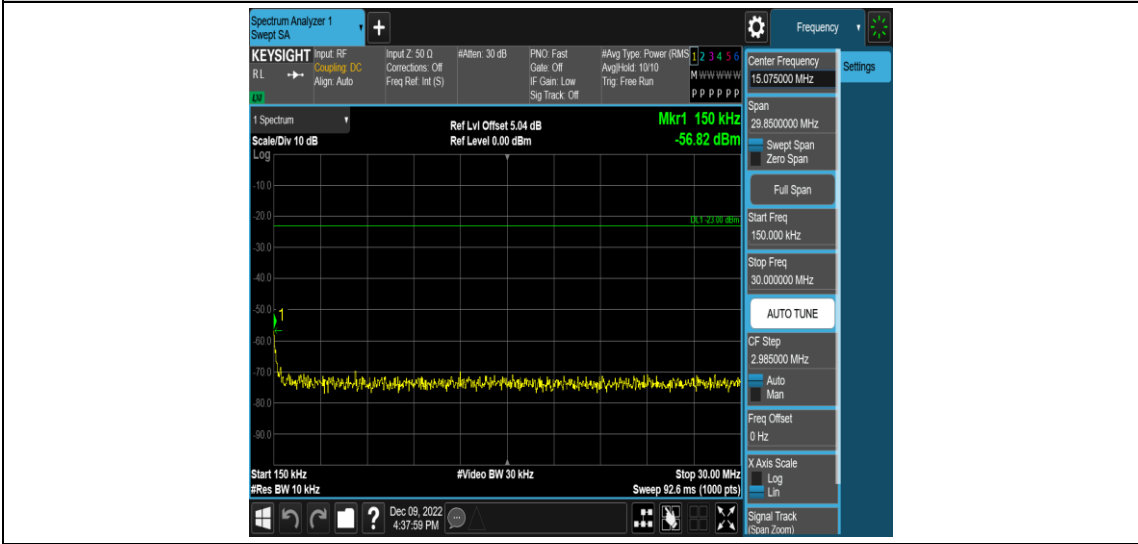 Spectrum Analyzer 1
Swept SA
+
Frequency
KEYSIGHT
RL
Input: RF
Coupling: DC
Align: Auto
Input Z: 50 Ω
Corrections: Off
Freq Ref: Int (S)
#Atten: 30 dB
PNO: Fast
Gate: Off
IF Gain: Low
Sig Track: Off
#Avg Type: Power (RMS
Avg|Hold: 10/10
Trig: Free Run
1 2 3 4 5 6
M W W W W W
P P P P P P
1 Spectrum
Scale/Div 10 dB
Log
Ref Lvl Offset 5.04 dB
Ref Level 0.00 dBm
Mkr1 150 kHz
-56.82 dBm
-10.0
-20.0
DL1 -23.00 dBm
-30.0
-40.0
-50.0
1
-60.0
-70.0
-80.0
-90.0
Start 150 kHz
#Video BW 30 kHz
Stop 30.00 MHz
#Res BW 10 kHz
Sweep 92.6 ms (1000 pts)
?
Dec 09, 2022
4:37:59 PM
Center Frequency
15.075000 MHz
Settings
Span
29.8500000 MHz
Swept Span
Zero Span
Full Span
Start Freq
150.000 kHz
Stop Freq
30.000000 MHz
AUTO TUNE
CF Step
2.985000 MHz
Auto
Man
Freq Offset
0 Hz
X Axis Scale
Log
Lin
Signal Track
(Span Zoom)